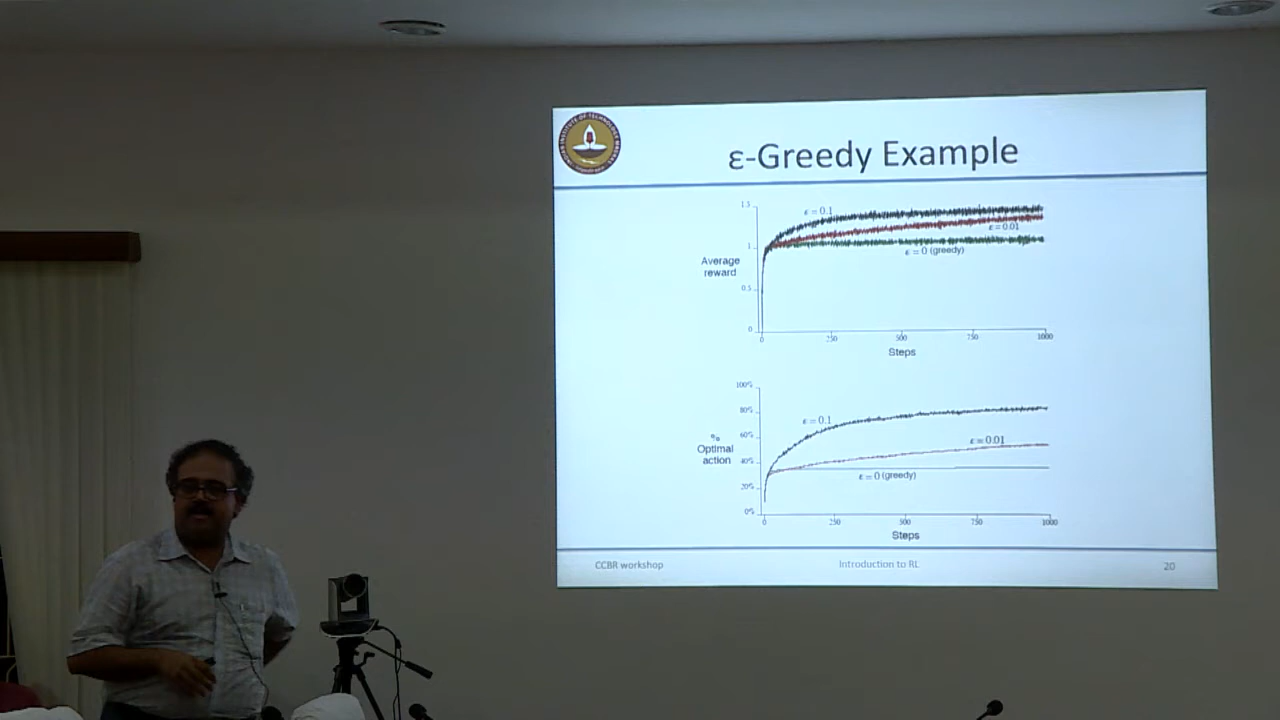 ε-Greedy Example
1.5
ε = 0.1
ε = 0.01
1
ε = 0 (greedy)
Average
reward
0.5
0
0
250
500
750
1000
Steps
100%
80%
ε = 0.1
60%
%
Optimal
action
ε = 0.01
40%
ε = 0 (greedy)
20%
0%
0
250
500
750
1000
Steps
CCBR workshop
Introduction to RL
20